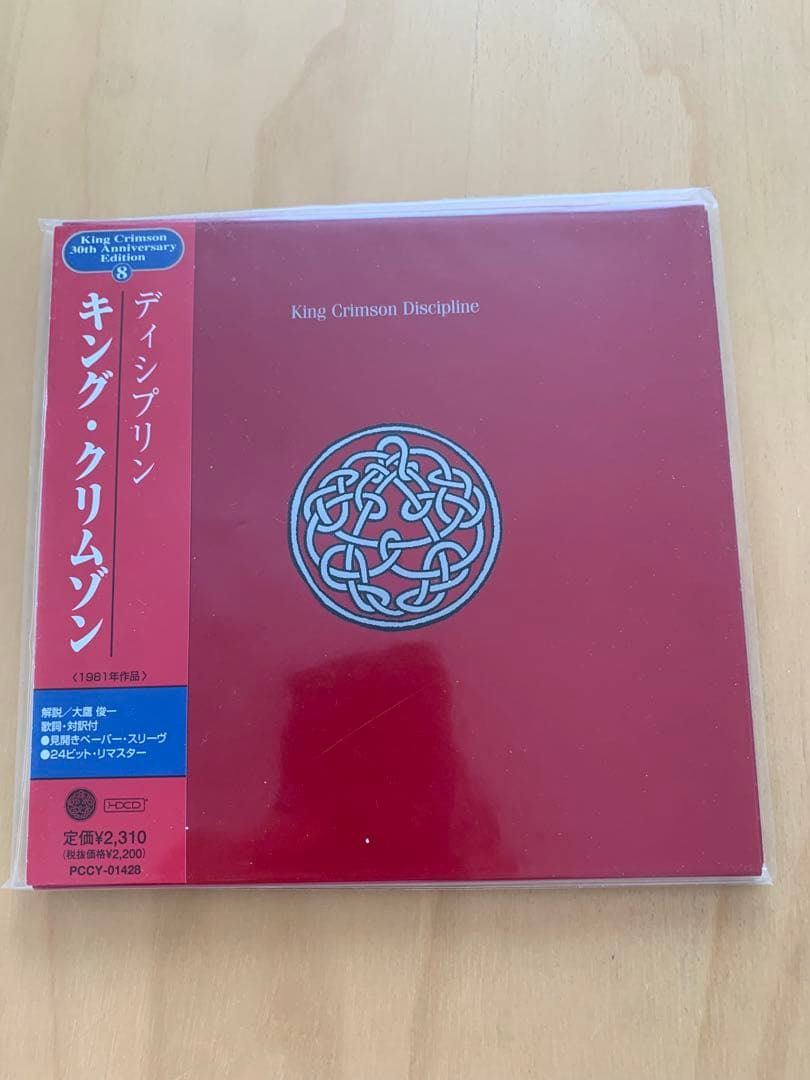 King Crimson
30th Anniversary
Edition
8
ディシプリン
キング・クリムゾン
〈1981年作品〉
解説／大鷹 俊一
歌詞・対訳付
●見開きペーパー・スリーヴ
●24ビット・リマスター
HDCD
定価¥2,310
(税抜価格¥2,200)
PCCY-01428
King Crimson Discipline